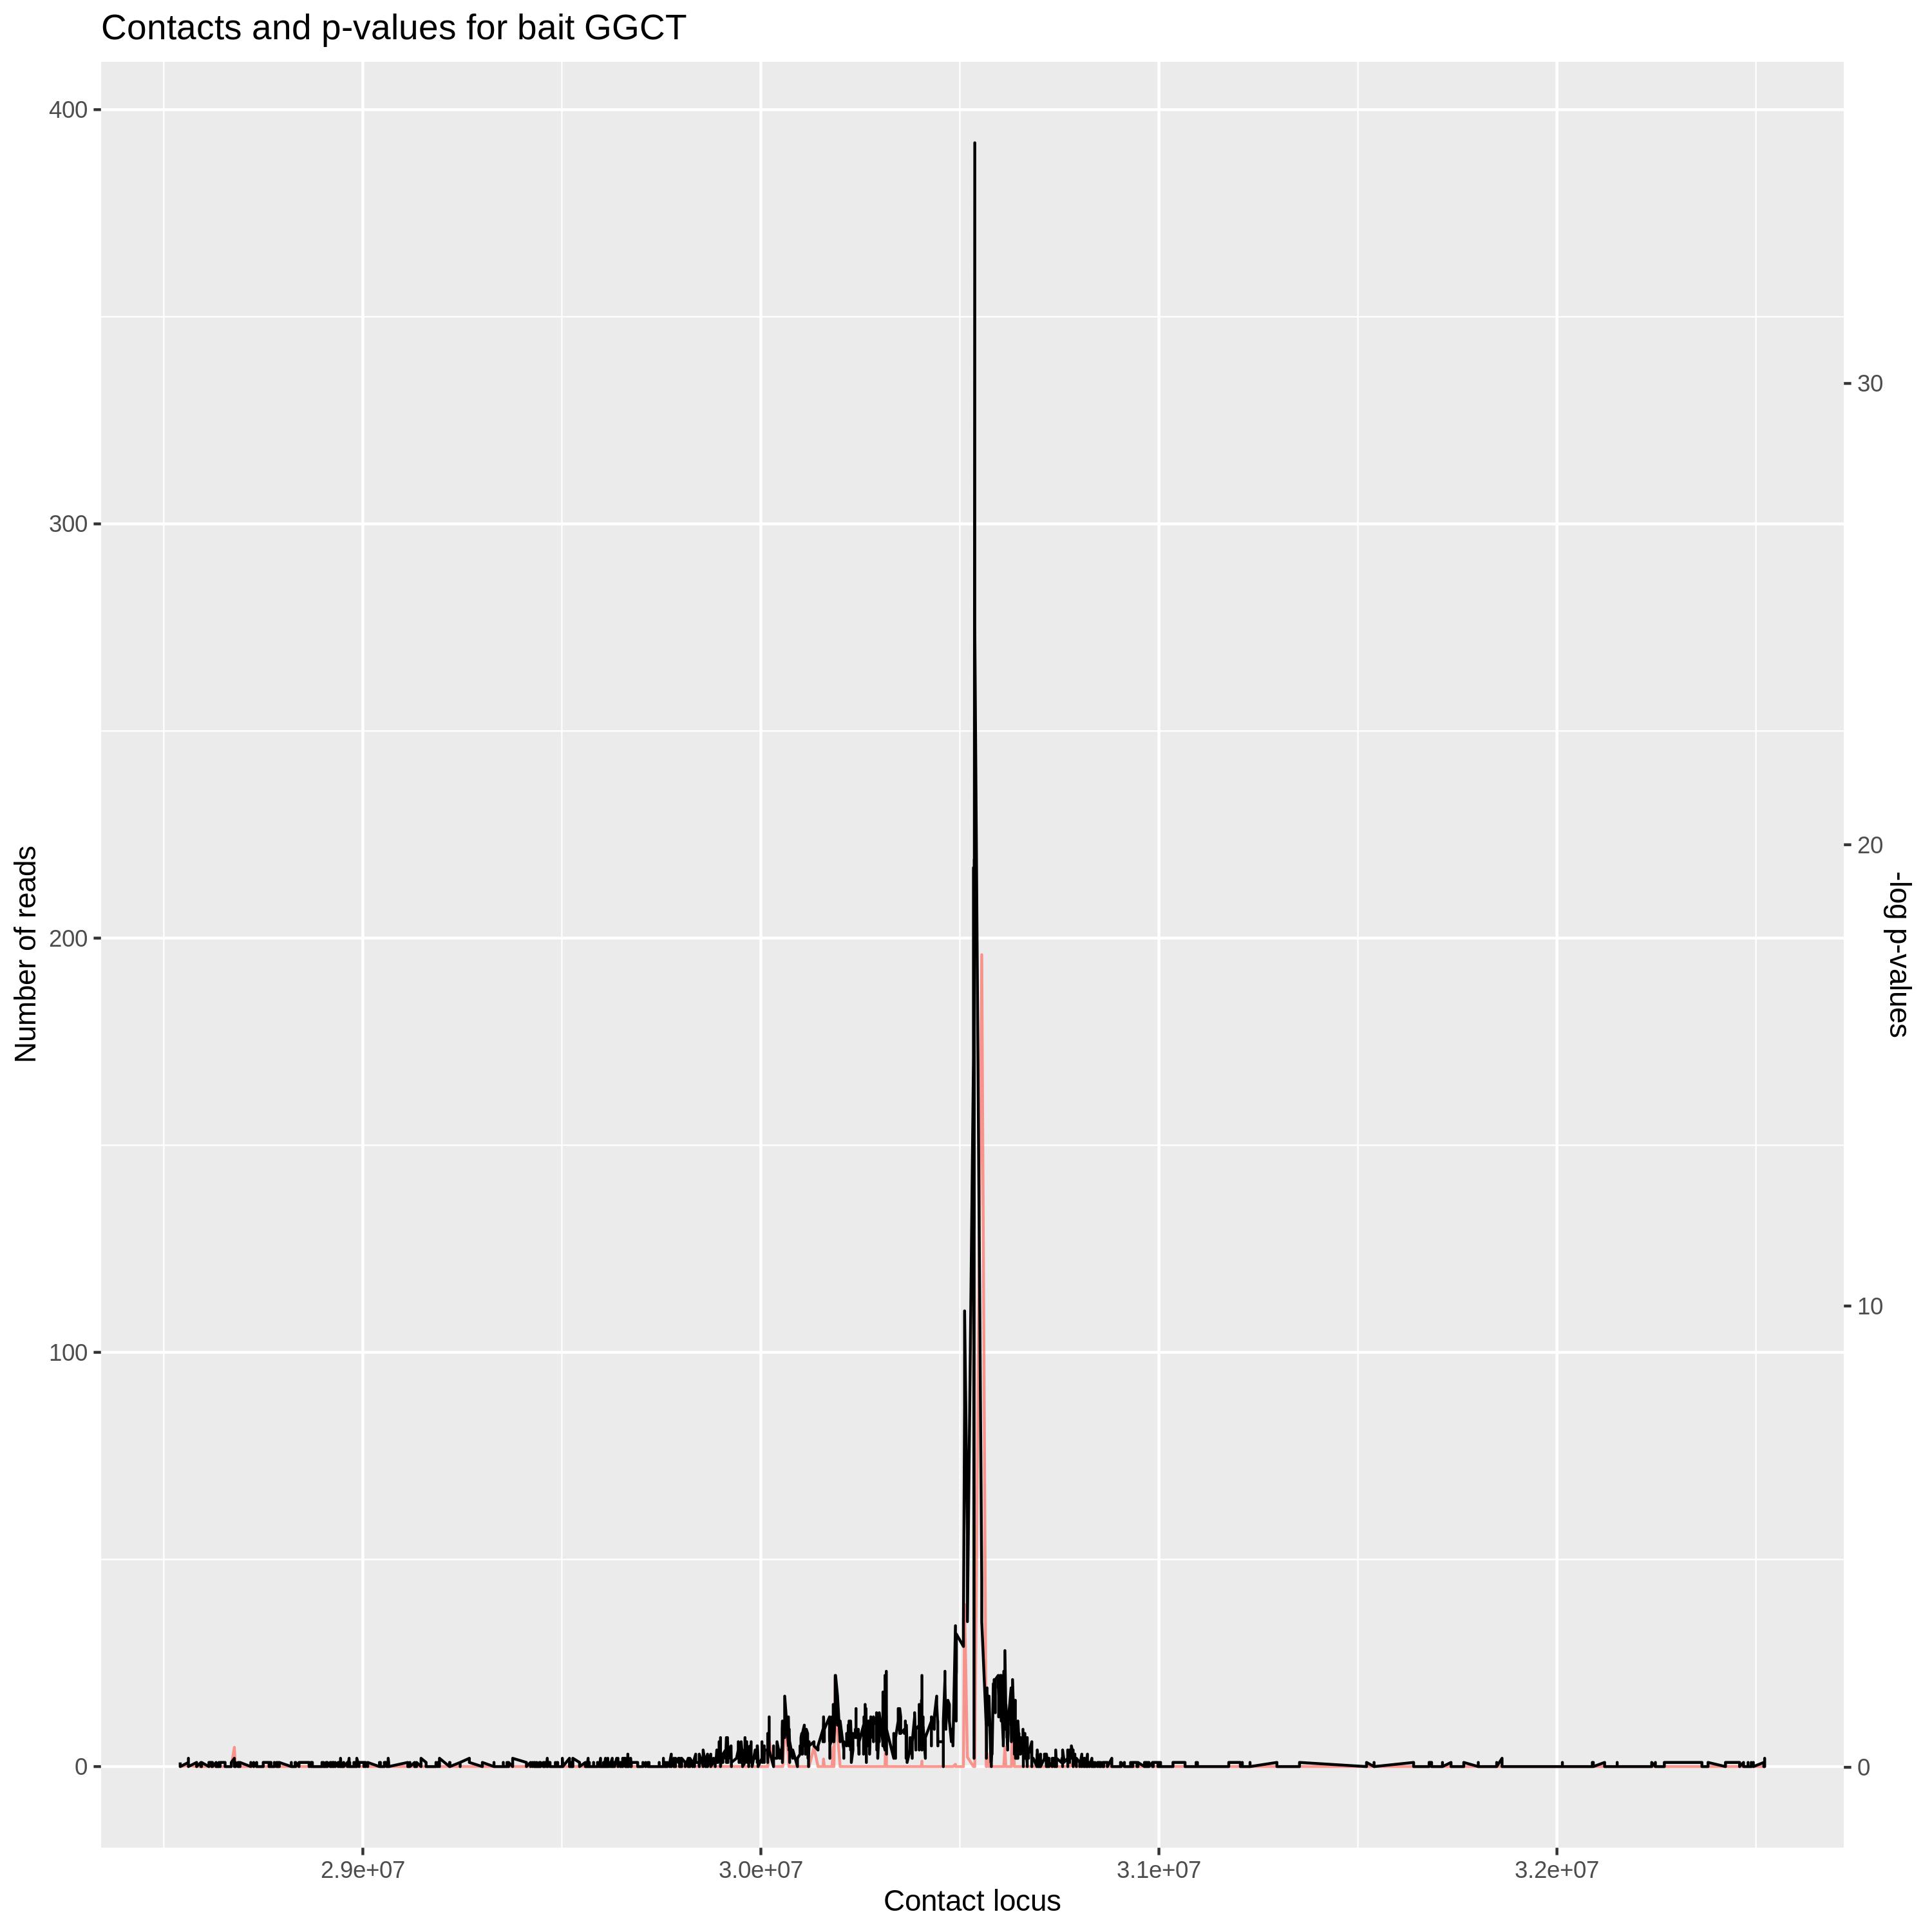 Contacts and p-values for bait GGCT
400
300
200
100
0
Number of reads
30
20
10
0
-log p-values
2.9e+07 3.0e+07 3.1e+07 3.2e+07
Contact locus